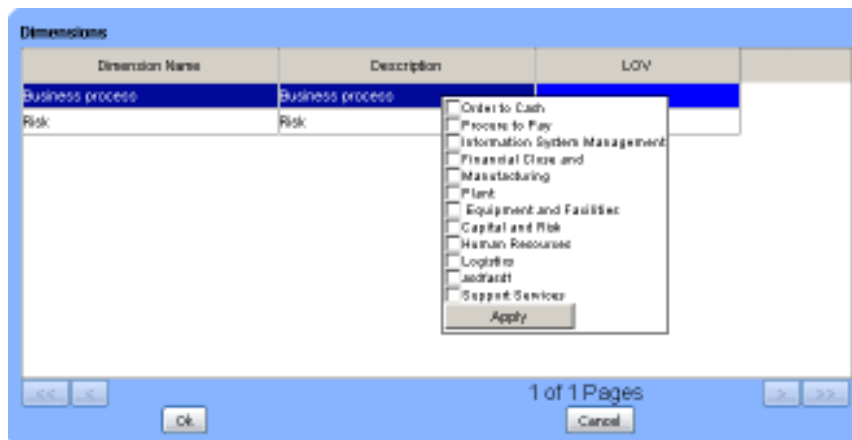 Dimensions
Dimension Name Description LOV
Business process Business process
Risk Risk
Order to Cash
Procure to Pay
Information System Management
Financial Close and
Manufacturing
Plant
Equipment and Facilities
Capital and Risk
Human Resources
Logistics
Support Services
Apply
<< < 1 of 1 Pages > >>
Ok Cancel